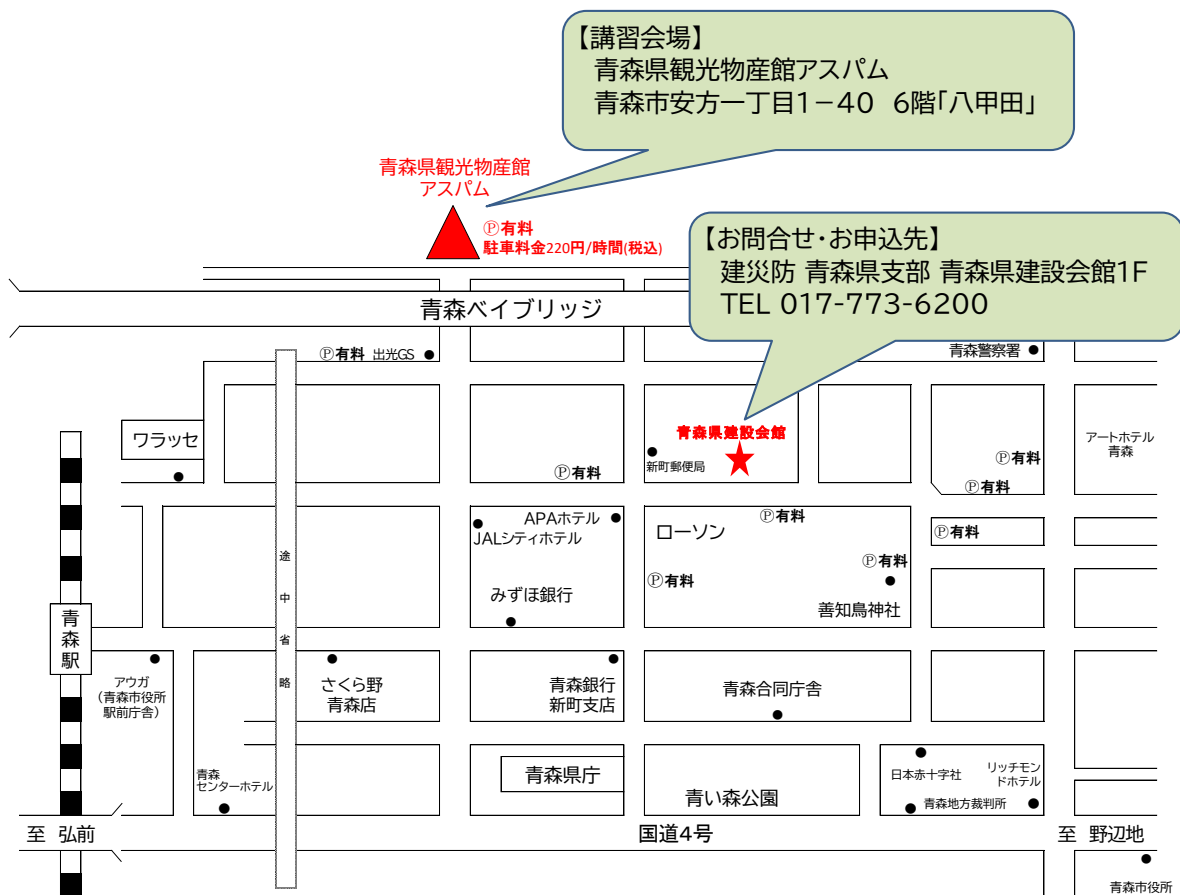 【講習会場】
青森県観光物産館アスパム
青森市安方一丁目1－40 6階「八甲田」
青森県観光物産館
アスパム
Ⓟ有料
駐車料金220円/時間(税込)
【お問合せ・お申込先】
建災防 青森県支部 青森県建設会館1F
TEL 017-773-6200
青森ベイブリッジ
Ⓟ有料 出光GS
青森警察署
ワラッセ
青森県建設会館
新町郵便局
Ⓟ有料
アートホテル
青森
Ⓟ有料
Ⓟ有料
APAホテル
JALシティホテル
ローソン
Ⓟ有料
Ⓟ有料
途中省略
みずほ銀行
Ⓟ有料
Ⓟ有料
善知鳥神社
青森駅
アウガ
（青森市役所
駅前庁舎）
さくら野
青森店
青森銀行
新町支店
青森合同庁舎
青森
センターホテル
青森県庁
青い森公園
日本赤十字社
リッチモン
ドホテル
青森地方裁判所
至 弘前
国道4号
至 野辺地
青森市役所